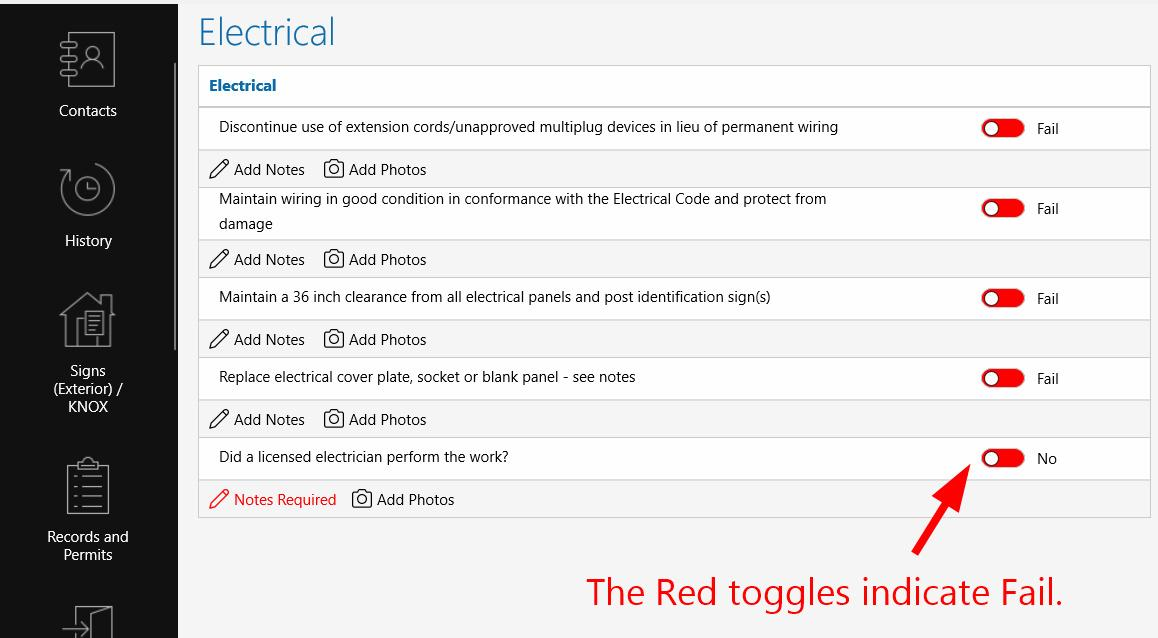 Contacts
History
Signs
(Exterior) /
KNOX
Records and
Permits
Electrical
Electrical
Discontinue use of extension cords/unapproved multiplug devices in lieu of permanent wiring
Fail
Add Notes Add Photos
Maintain wiring in good condition in conformance with the Electrical Code and protect from
damage
Fail
Add Notes Add Photos
Maintain a 36 inch clearance from all electrical panels and post identification sign(s)
Fail
Add Notes Add Photos
Replace electrical cover plate, socket or blank panel - see notes
Fail
Add Notes Add Photos
Did a licensed electrician perform the work?
No
Notes Required Add Photos
The Red toggles indicate Fail.